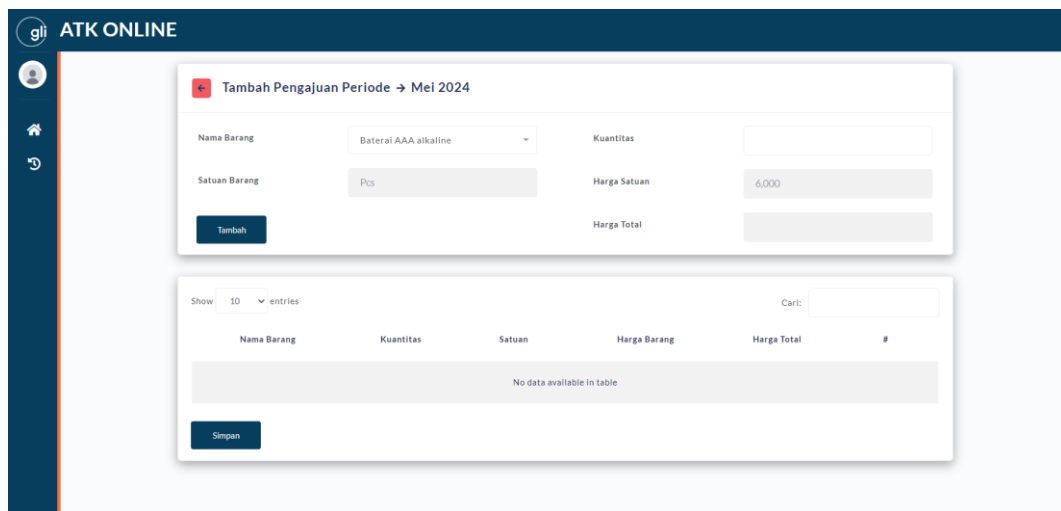 gli ATK ONLINE
Tambah Pengajuan Periode → Mei 2024
Nama Barang Baterai AAA alkaline Kuantitas
Satuan Barang Pcs Harga Satuan 6,000
Tambah Harga Total
Show 10 entries Cari:
Nama Barang Kuantitas Satuan Harga Barang Harga Total #
No data available in table
Simpan